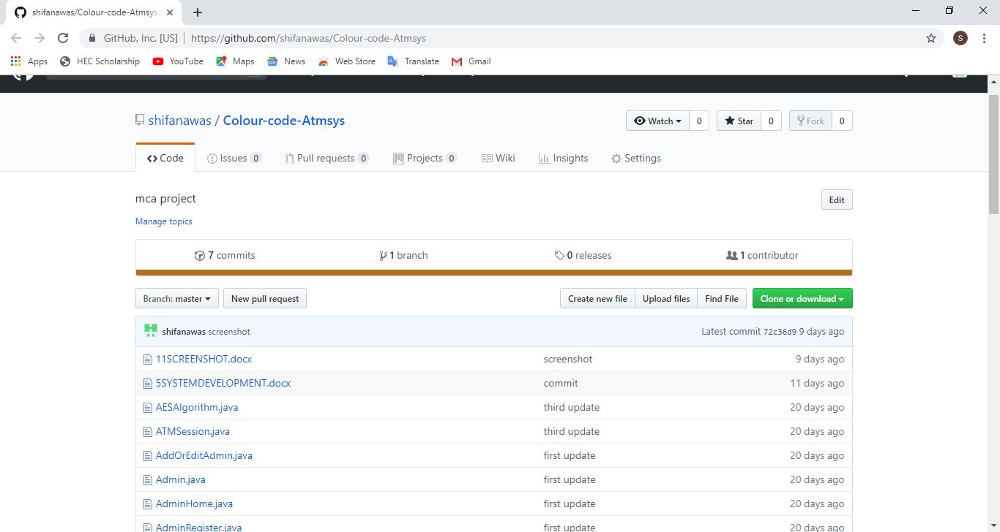 shifanawas/Colour-code-Atmsys:
GitHub, Inc. [US] | https://github.com/shifanawas/Colour-code-Atmsys
S
Apps HEC Scholarship YouTube Maps News Web Store Translate Gmail
shifanawas / Colour-code-Atmsys
Watch 0 Star 0 Fork 0
Code Issues 0 Pull requests 0 Projects 0 Wiki Insights Settings
mca project
Edit
Manage topics
7 commits 1 branch 0 releases 1 contributor
Branch: master New pull request Create new file Upload files Find File Clone or download
shifanawas screenshot Latest commit 72c36d9 9 days ago
11SCREENSHOT.docx screenshot 9 days ago
5SYSTEMDEVELOPMENT.docx commit 11 days ago
AESAlgorithm.java third update 20 days ago
ATMSession.java third update 20 days ago
AddOrEditAdmin.java first update 20 days ago
Admin.java first update 20 days ago
AdminHome.java first update 20 days ago
AdminRegister.java first update 20 days ago